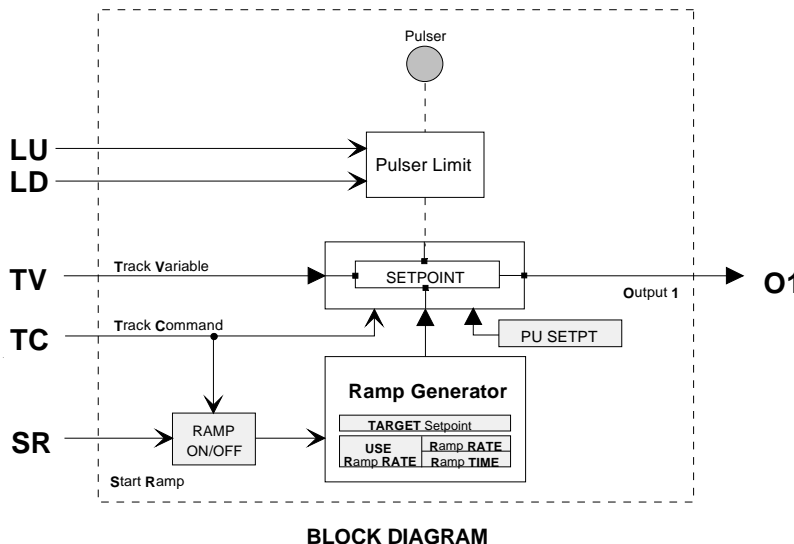 Pulser
LU
Pulser Limit
LD
TV
Track Variable
SETPOINT
Output 1
O1
TC
Track Command
PU SETPT
Ramp Generator
TARGET Setpoint
SR
RAMP
ON/OFF
USE
Ramp RATE
Ramp RATE
Ramp TIME
Start Ramp
BLOCK DIAGRAM